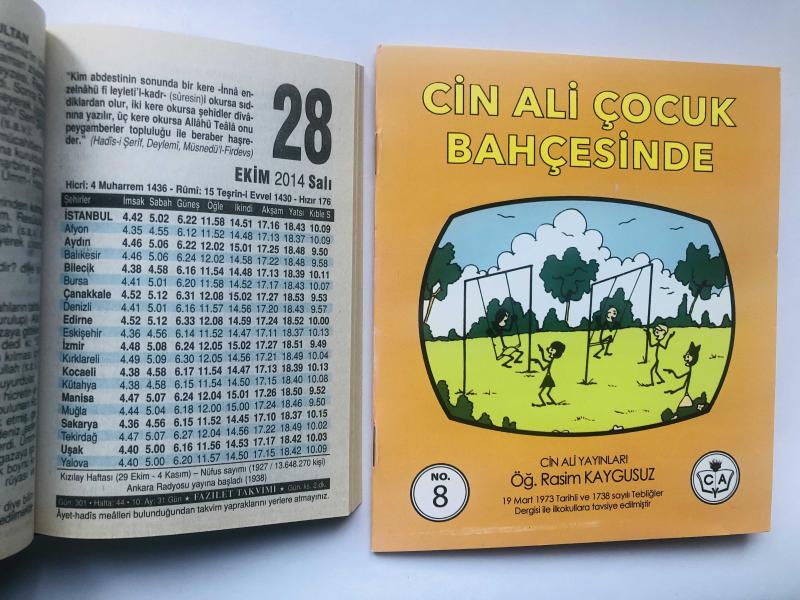 "Kim abdestinin sonunda bir kere -innâ en-
zelnâhü fî leyleti'l-kadr- (sûresin)i okursa sıd-
dıklardan olur, iki kere okursa şehidler divâ-
nına yazılır, üç kere okursa Allâhü Teâlâ onu
peygamberler topluluğu ile beraber haşre-
der." (Hadîs-i Şerîf, Deylemî, Müsnedü'l-Firdevs)
28
EKİM 2014 Salı
Hicrî: 4 Muharrem 1436 - Rûmî: 15 Teşrîn-i Evvel 1430 - Hızır 176
Şehirler İmsak Sabah Güneş Öğle İkindi Akşam Yatsı Kıble S
İSTANBUL 4.42 5.02 6.22 11.58 14.51 17.16 18.43 10.09
Afyon 4.35 4.55 6.12 11.52 14.48 17.13 18.37 10.09
Aydın 4.46 5.06 6.22 12.02 15.01 17.25 18.48 9.50
Balıkesir 4.46 5.06 6.24 12.02 14.58 17.22 18.48 9.58
Bilecik 4.38 4.58 6.16 11.54 14.48 17.13 18.39 10.11
Bursa 4.41 5.01 6.20 11.58 14.52 17.17 18.43 10.07
Çanakkale 4.52 5.12 6.31 12.08 15.02 17.27 18.53 9.53
Denizli 4.41 5.01 6.16 11.57 14.56 17.20 18.43 9.57
Edirne 4.52 5.12 6.33 12.08 14.59 17.24 18.52 10.00
Eskişehir 4.36 4.56 6.14 11.52 14.47 17.11 18.37 10.13
İzmir 4.48 5.08 6.24 12.05 15.02 17.27 18.51 9.49
Kırklareli 4.49 5.09 6.30 12.05 14.56 17.21 18.49 10.04
Kocaeli 4.38 4.58 6.17 11.54 14.47 17.13 18.39 10.13
Kütahya 4.38 4.58 6.15 11.54 14.50 17.15 18.40 10.08
Manisa 4.47 5.07 6.24 12.04 15.01 17.26 18.50 9.52
Muğla 4.44 5.04 6.18 12.00 15.00 17.24 18.46 9.50
Sakarya 4.36 4.56 6.15 11.52 14.45 17.10 18.37 10.15
Tekirdağ 4.47 5.07 6.27 12.04 14.56 17.22 18.48 10.02
Uşak 4.40 5.00 6.16 11.56 14.53 17.17 18.42 10.03
Yalova 4.40 5.00 6.20 11.57 14.50 17.15 18.42 10.09
Kızılay Haftası (29 Ekim - 4 Kasım) – Nüfus sayımı (1927 / 13.648.270 kişi)
Ankara Radyosu yayına başladı (1938)
Gün: 301 • Hafta: 44 • 10. Ay: 31 Gün ★ FAZİLET TAKVİMİ ★ Gün. kıs. 2 dk.
Âyet-hadîs meâlleri bulunduğundan takvim yapraklarını yerlere atmayınız.
CİN ALİ ÇOCUK
BAHÇESİNDE
CİN ALİ YAYINLARI
Öğ. Rasim KAYGUSUZ
19 Mart 1973 Tarihli ve 1738 sayılı Tebliğler
Dergisi ile ilkokullara tavsiye edilmiştir
NO.
8
C A